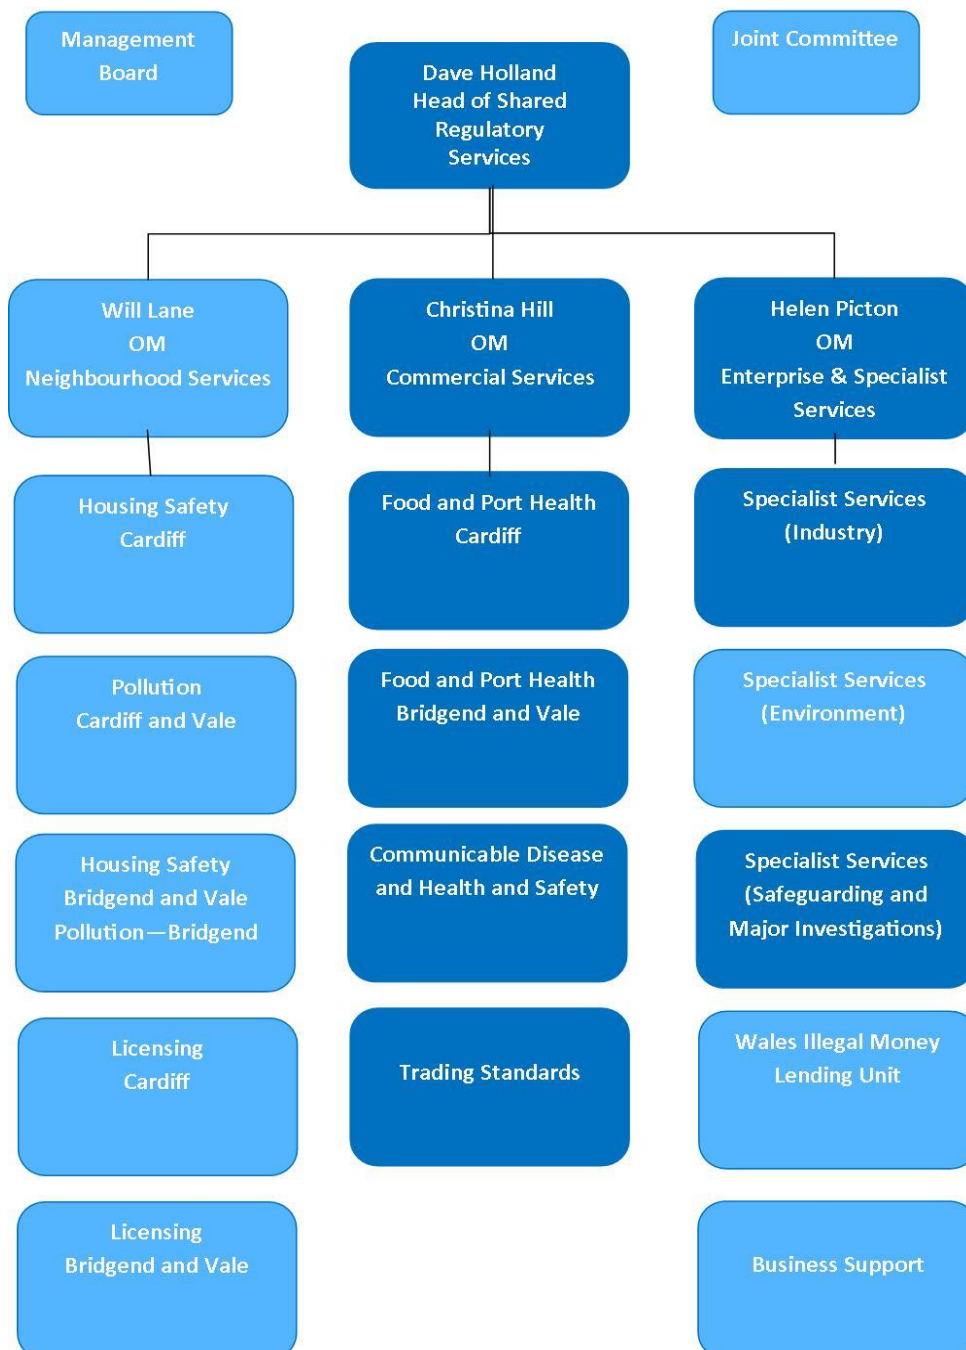 Management
Board
Joint Committee
Dave Holland
Head of Shared
Regulatory
Services
Will Lane
OM
Neighbourhood Services
Christina Hill
OM
Commercial Services
Helen Picton
OM
Enterprise & Specialist
Services
Housing Safety
Cardiff
Food and Port Health
Cardiff
Specialist Services
(Industry)
Pollution
Cardiff and Vale
Food and Port Health
Bridgend and Vale
Specialist Services
(Environment)
Housing Safety
Bridgend and Vale
Pollution—Bridgend
Communicable Disease
and Health and Safety
Specialist Services
(Safeguarding and
Major Investigations)
Licensing
Cardiff
Trading Standards
Wales Illegal Money
Lending Unit
Licensing
Bridgend and Vale
Business Support